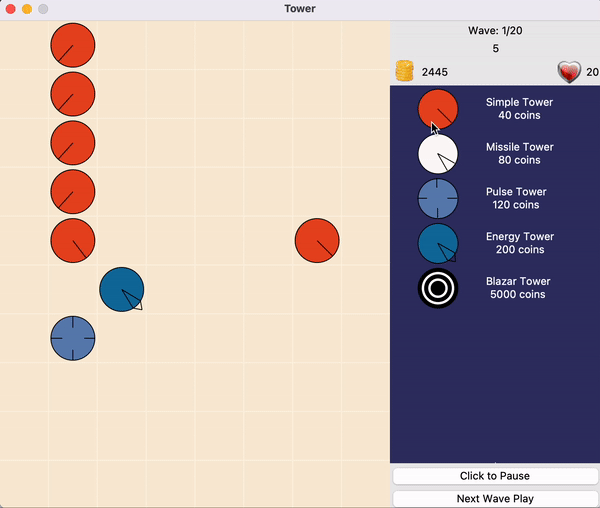 Tower
Wave: 1/20
5
2445
20
Simple Tower
40 coins
Missile Tower
80 coins
Pulse Tower
120 coins
Energy Tower
200 coins
Blazar Tower
5000 coins
Click to Pause
Next Wave Play